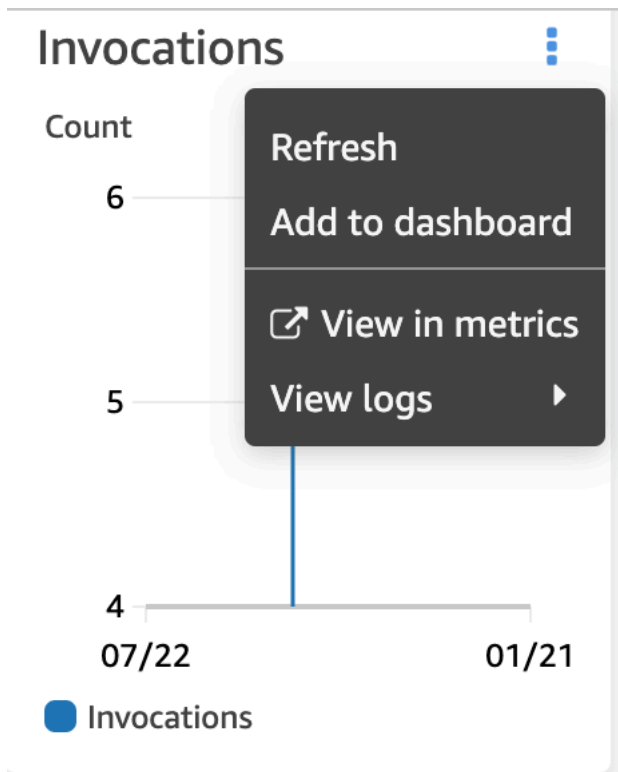 Invocations
Count
Refresh
6
Add to dashboard
View in metrics
5
View logs
4
07/22 01/21
Invocations